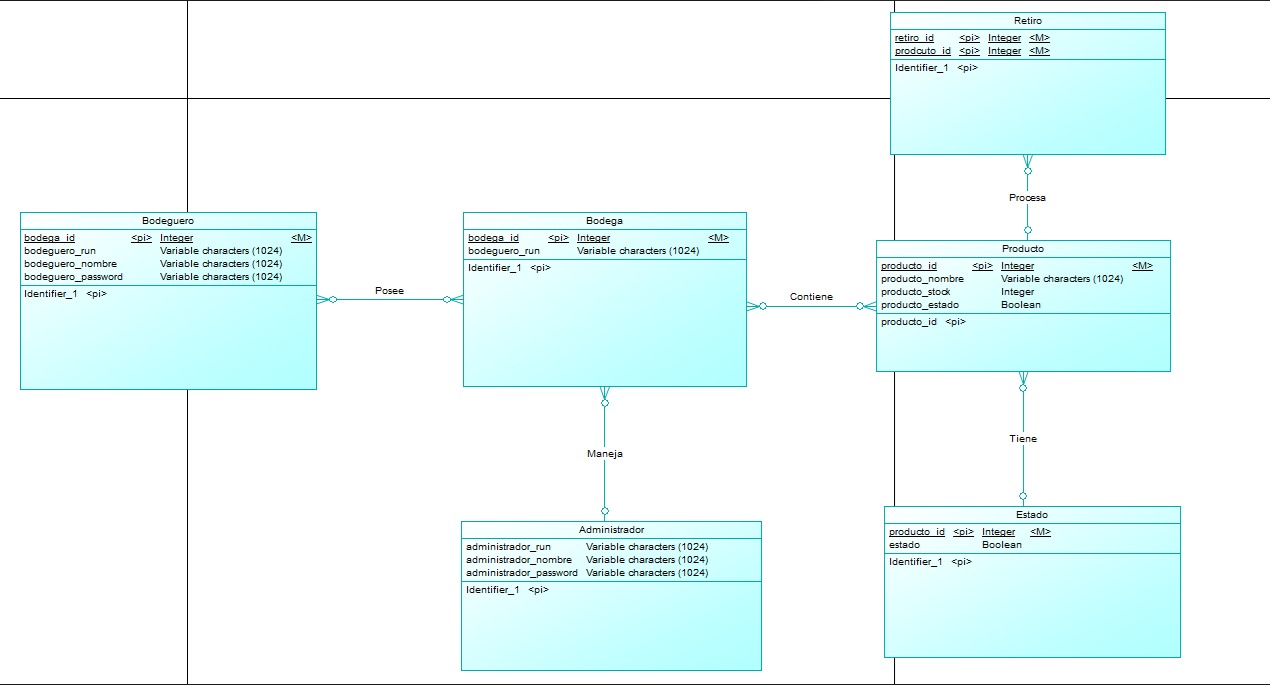 Retiro
retiro_id <pi> Integer <M>
prodcuto_id <pi> Integer <M>
Identifier_1 <pi>
Procesa
Bodeguero
bodega_id <pi> Integer <M>
bodeguero_run Variable characters (1024)
bodeguero_nombre Variable characters (1024)
bodeguero_password Variable characters (1024)
Identifier_1 <pi>
Posee
Bodega
bodega_id <pi> Integer <M>
bodeguero_run Variable characters (1024)
Identifier_1 <pi>
Contiene
Producto
producto_id <pi> Integer <M>
producto_nombre Variable characters (1024)
producto_stock Integer
producto_estado Boolean
producto_id <pi>
Maneja
Tiene
Administrador
administrador_run Variable characters (1024)
administrador_nombre Variable characters (1024)
administrador_password Variable characters (1024)
Identifier_1 <pi>
Estado
producto_id <pi> Integer <M>
estado Boolean
Identifier_1 <pi>